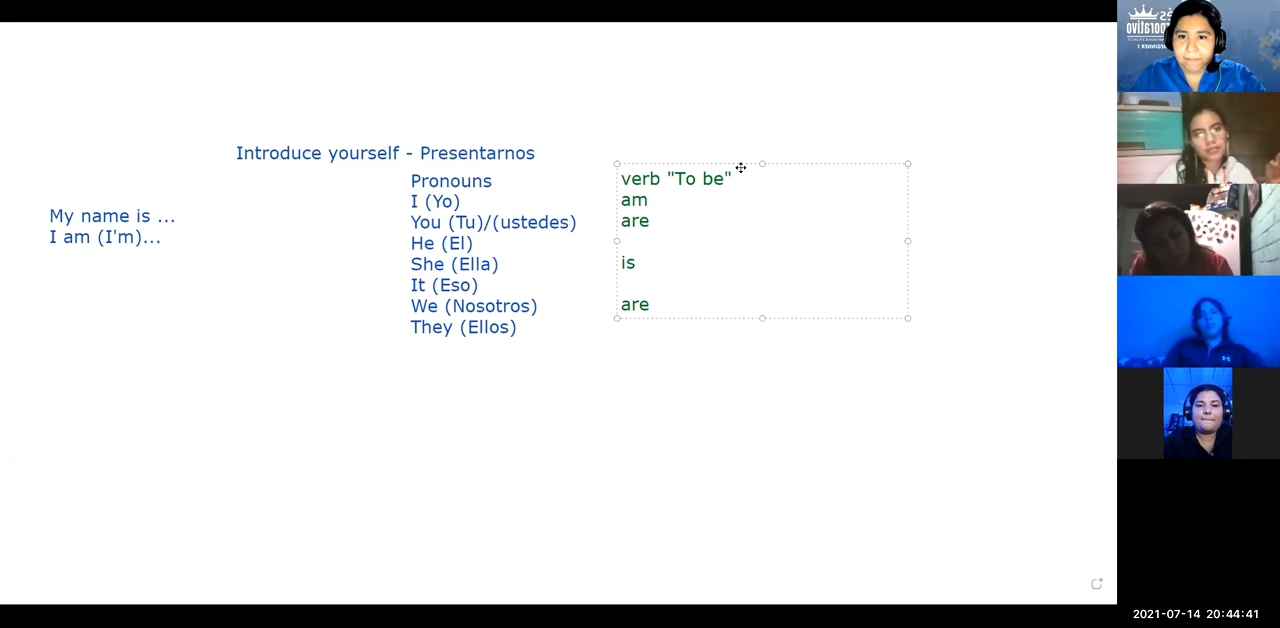 Introduce yourself - Presentarnos
My name is ...
I am (I'm)...
Pronouns
I (Yo)
You (Tu)/(ustedes)
He (El)
She (Ella)
It (Eso)
We (Nosotros)
They (Ellos)
verb "To be"
am
are
is
are
2021-07-14 20:44:41